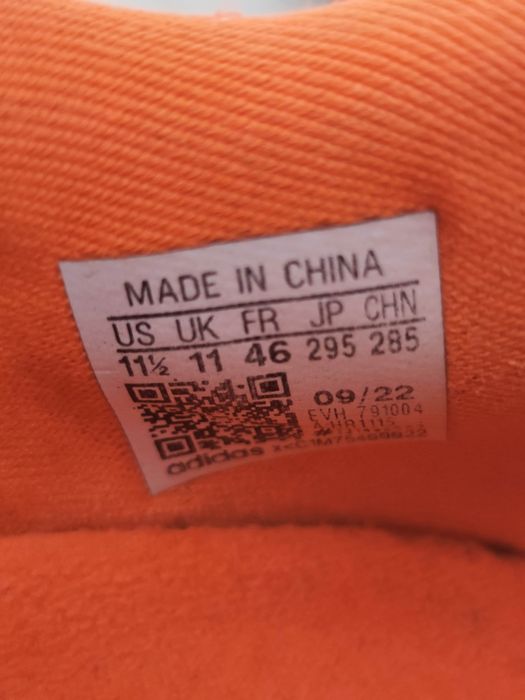 MADE IN CHINA
US UK FR JP CHN
11½ 11 46 295 285
09/22
EVH 791004
adidas